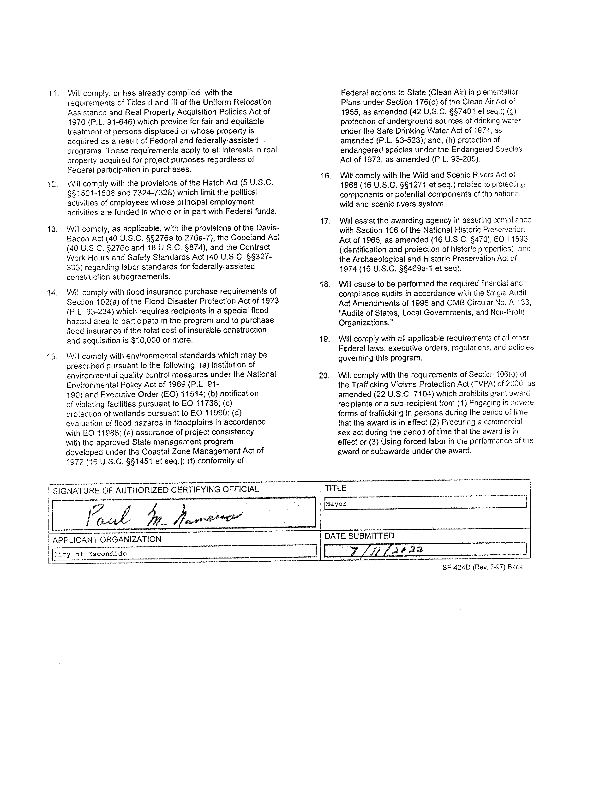 11. Will comply, or has already complied, with the
requirements of Titles II and III of the Uniform Relocation
Assistance and Real Property Acquisition Policies Act of
1970 (P.L. 91-646) which provide for fair and equitable
treatment of persons displaced or whose property is
acquired as a result of Federal and federally-assisted
programs. These requirements apply to all interests in real
property acquired for project purposes regardless of
Federal participation in purchases.
12. Will comply with the provisions of the Hatch Act (5 U.S.C.
§§1501-1508 and 7324-7328) which limit the political
activities of employees whose principal employment
activities are funded in whole or in part with Federal funds.
13. Will comply, as applicable, with the provisions of the Davis-
Bacon Act (40 U.S.C. §§276a to 276a-7), the Copeland Act
(40 U.S.C. §276c and 18 U.S.C. §874), and the Contract
Work Hours and Safety Standards Act (40 U.S.C. §§327-
333) regarding labor standards for federally-assisted
construction subagreements.
14. Will comply with flood insurance purchase requirements of
Section 102(a) of the Flood Disaster Protection Act of 1973
(P.L. 93-234) which requires recipients in a special flood
hazard area to participate in the program and to purchase
flood insurance if the total cost of insurable construction
and acquisition is $10,000 or more.
15. Will comply with environmental standards which may be
prescribed pursuant to the following: (a) institution of
environmental quality control measures under the National
Environmental Policy Act of 1969 (P.L. 91-
190) and Executive Order (EO) 11514; (b) notification
of violating facilities pursuant to EO 11738; (c)
protection of wetlands pursuant to EO 11990; (d)
evaluation of flood hazards in floodplains in accordance
with EO 11988; (e) assurance of project consistency
with the approved State management program
developed under the Coastal Zone Management Act of
1972 (16 U.S.C. §§1451 et seq.); (f) conformity of
Federal actions to State (Clean Air) Implementation
Plans under Section 176(c) of the Clean Air Act of
1955, as amended (42 U.S.C. §§7401 et seq.); (g)
protection of underground sources of drinking water
under the Safe Drinking Water Act of 1974, as
amended (P.L. 93-523); and, (h) protection of
endangered species under the Endangered Species
Act of 1973, as amended (P.L. 93-205).
16. Will comply with the Wild and Scenic Rivers Act of
1968 (16 U.S.C. §§1271 et seq.) related to protecting
components or potential components of the national
wild and scenic rivers system.
17. Will assist the awarding agency in assuring compliance
with Section 106 of the National Historic Preservation
Act of 1966, as amended (16 U.S.C. §470), EO 11593
(identification and protection of historic properties), and
the Archaeological and Historic Preservation Act of
1974 (16 U.S.C. §§469a-1 et seq).
18. Will cause to be performed the required financial and
compliance audits in accordance with the Single Audit
Act Amendments of 1996 and OMB Circular No. A-133,
"Audits of States, Local Governments, and Non-Profit
Organizations."
19. Will comply with all applicable requirements of all other
Federal laws, executive orders, regulations, and policies
governing this program.
20. Will comply with the requirements of Section 106(g) of
the Trafficking Victims Protection Act (TVPA) of 2000, as
amended (22 U.S.C. 7104) which prohibits grant award
recipients or a sub-recipient from (1) Engaging in severe
forms of trafficking in persons during the period of time
that the award is in effect (2) Procuring a commercial
sex act during the period of time that the award is in
effect or (3) Using forced labor in the performance of the
award or subawards under the award.
SIGNATURE OF AUTHORIZED CERTIFYING OFFICIAL
Paul M. McNamara
TITLE
Mayor
APPLICANT ORGANIZATION
City of Escondido
DATE SUBMITTED
7/11/2022
SF-424D (Rev. 7-97) Back